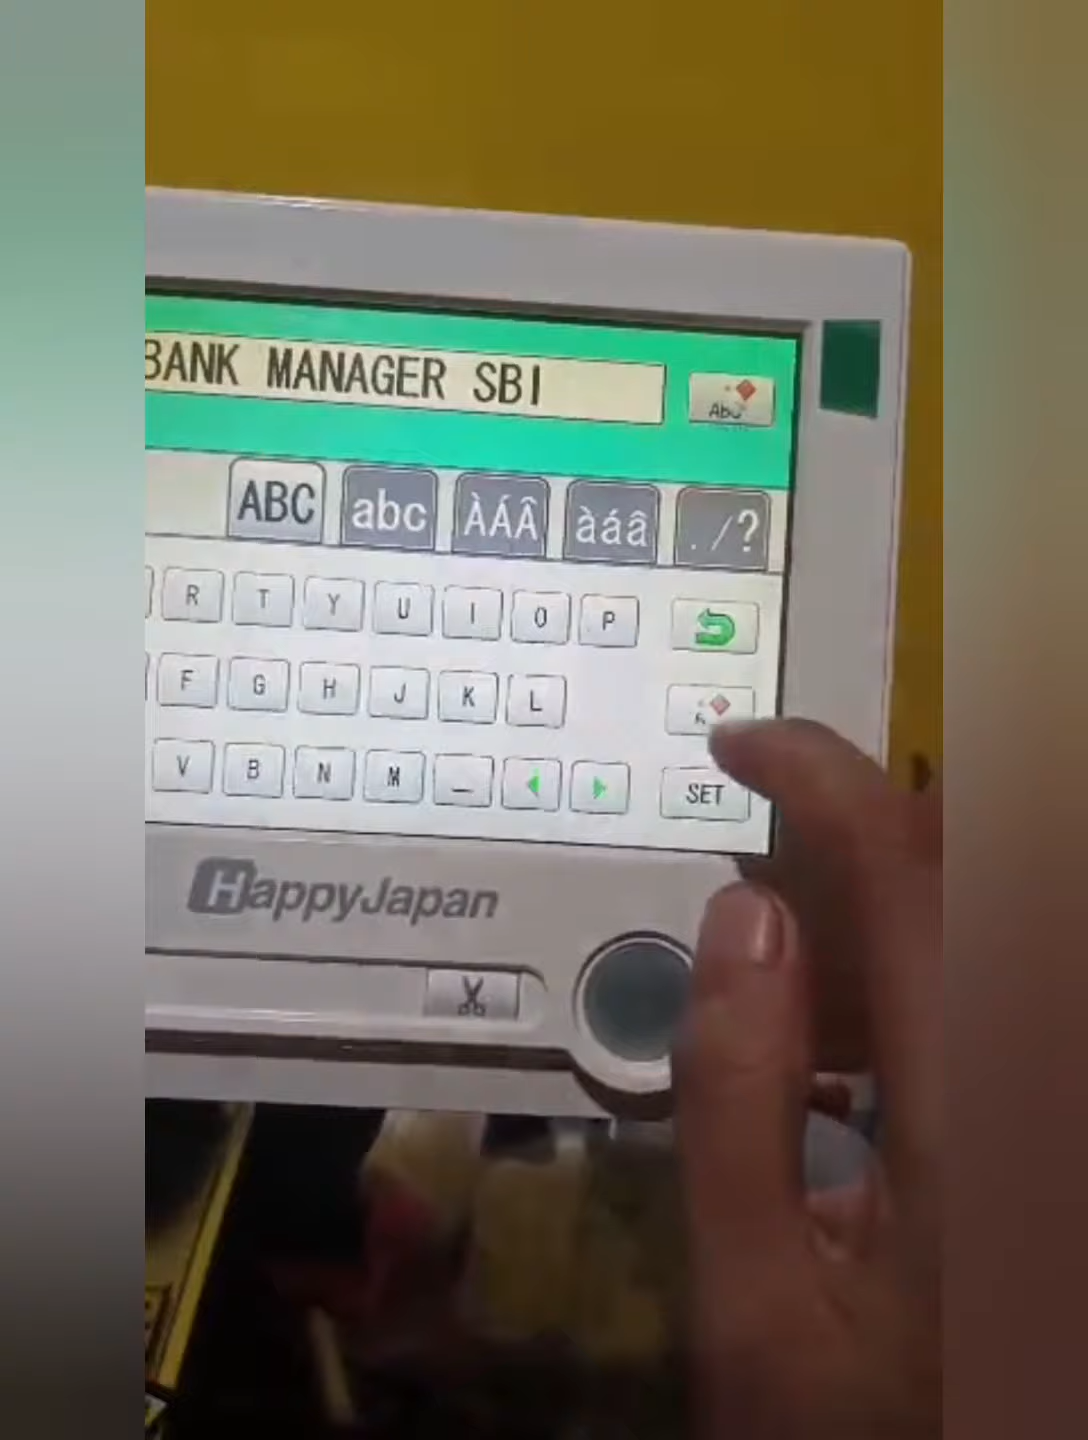 BANK MANAGER SBI
Abc
ABC abc ÀÁÂ àáâ ./?
R T Y U I O P
F G H J K L
V B N M _
SET
HappyJapan